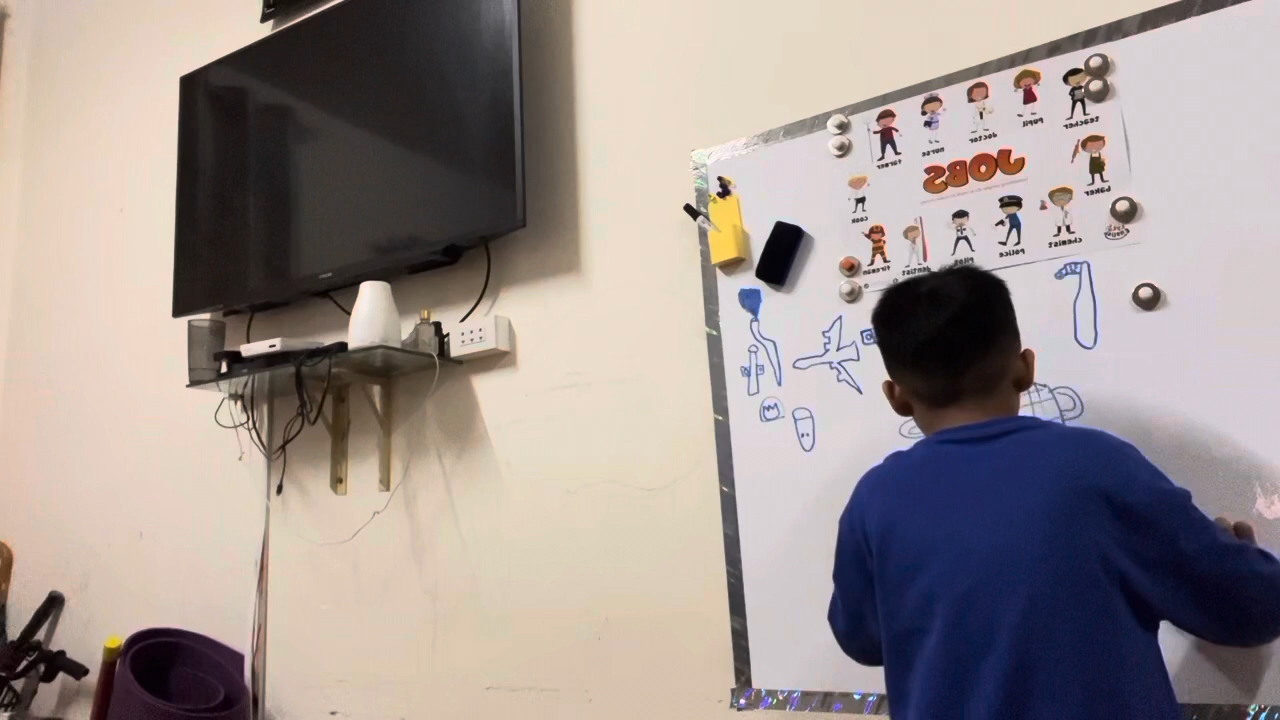 teacher
pupil
doctor
nurse
farmer
JOBS
baker
cook
chemist
police
pilot
dentist
fireman